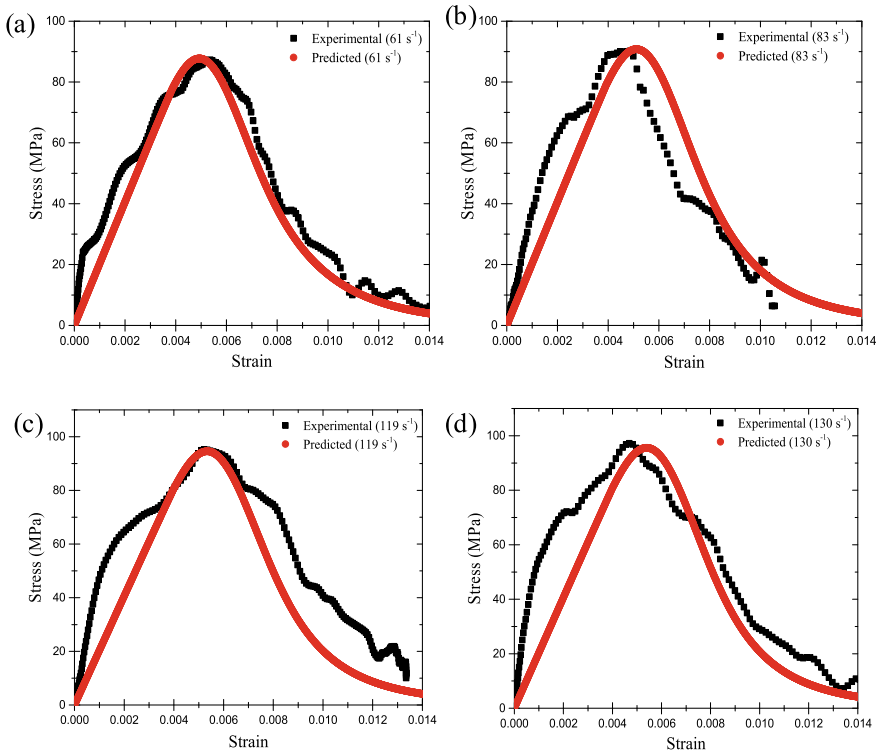 (a)
Experimental (61 s⁻¹)
Predicted (61 s⁻¹)
100
80
60
40
20
0
Stress (MPa)
0.000 0.002 0.004 0.006 0.008 0.010 0.012 0.014
Strain
(b)
Experimental (83 s⁻¹)
Predicted (83 s⁻¹)
100
80
60
40
20
0
Stress (MPa)
0.000 0.002 0.004 0.006 0.008 0.010 0.012 0.014
Strain
(c)
Experimental (119 s⁻¹)
Predicted (119 s⁻¹)
100
80
60
40
20
0
Stress (MPa)
0.000 0.002 0.004 0.006 0.008 0.010 0.012 0.014
Strain
(d)
Experimental (130 s⁻¹)
Predicted (130 s⁻¹)
100
80
60
40
20
0
Stress (MPa)
0.000 0.002 0.004 0.006 0.008 0.010 0.012 0.014
Strain